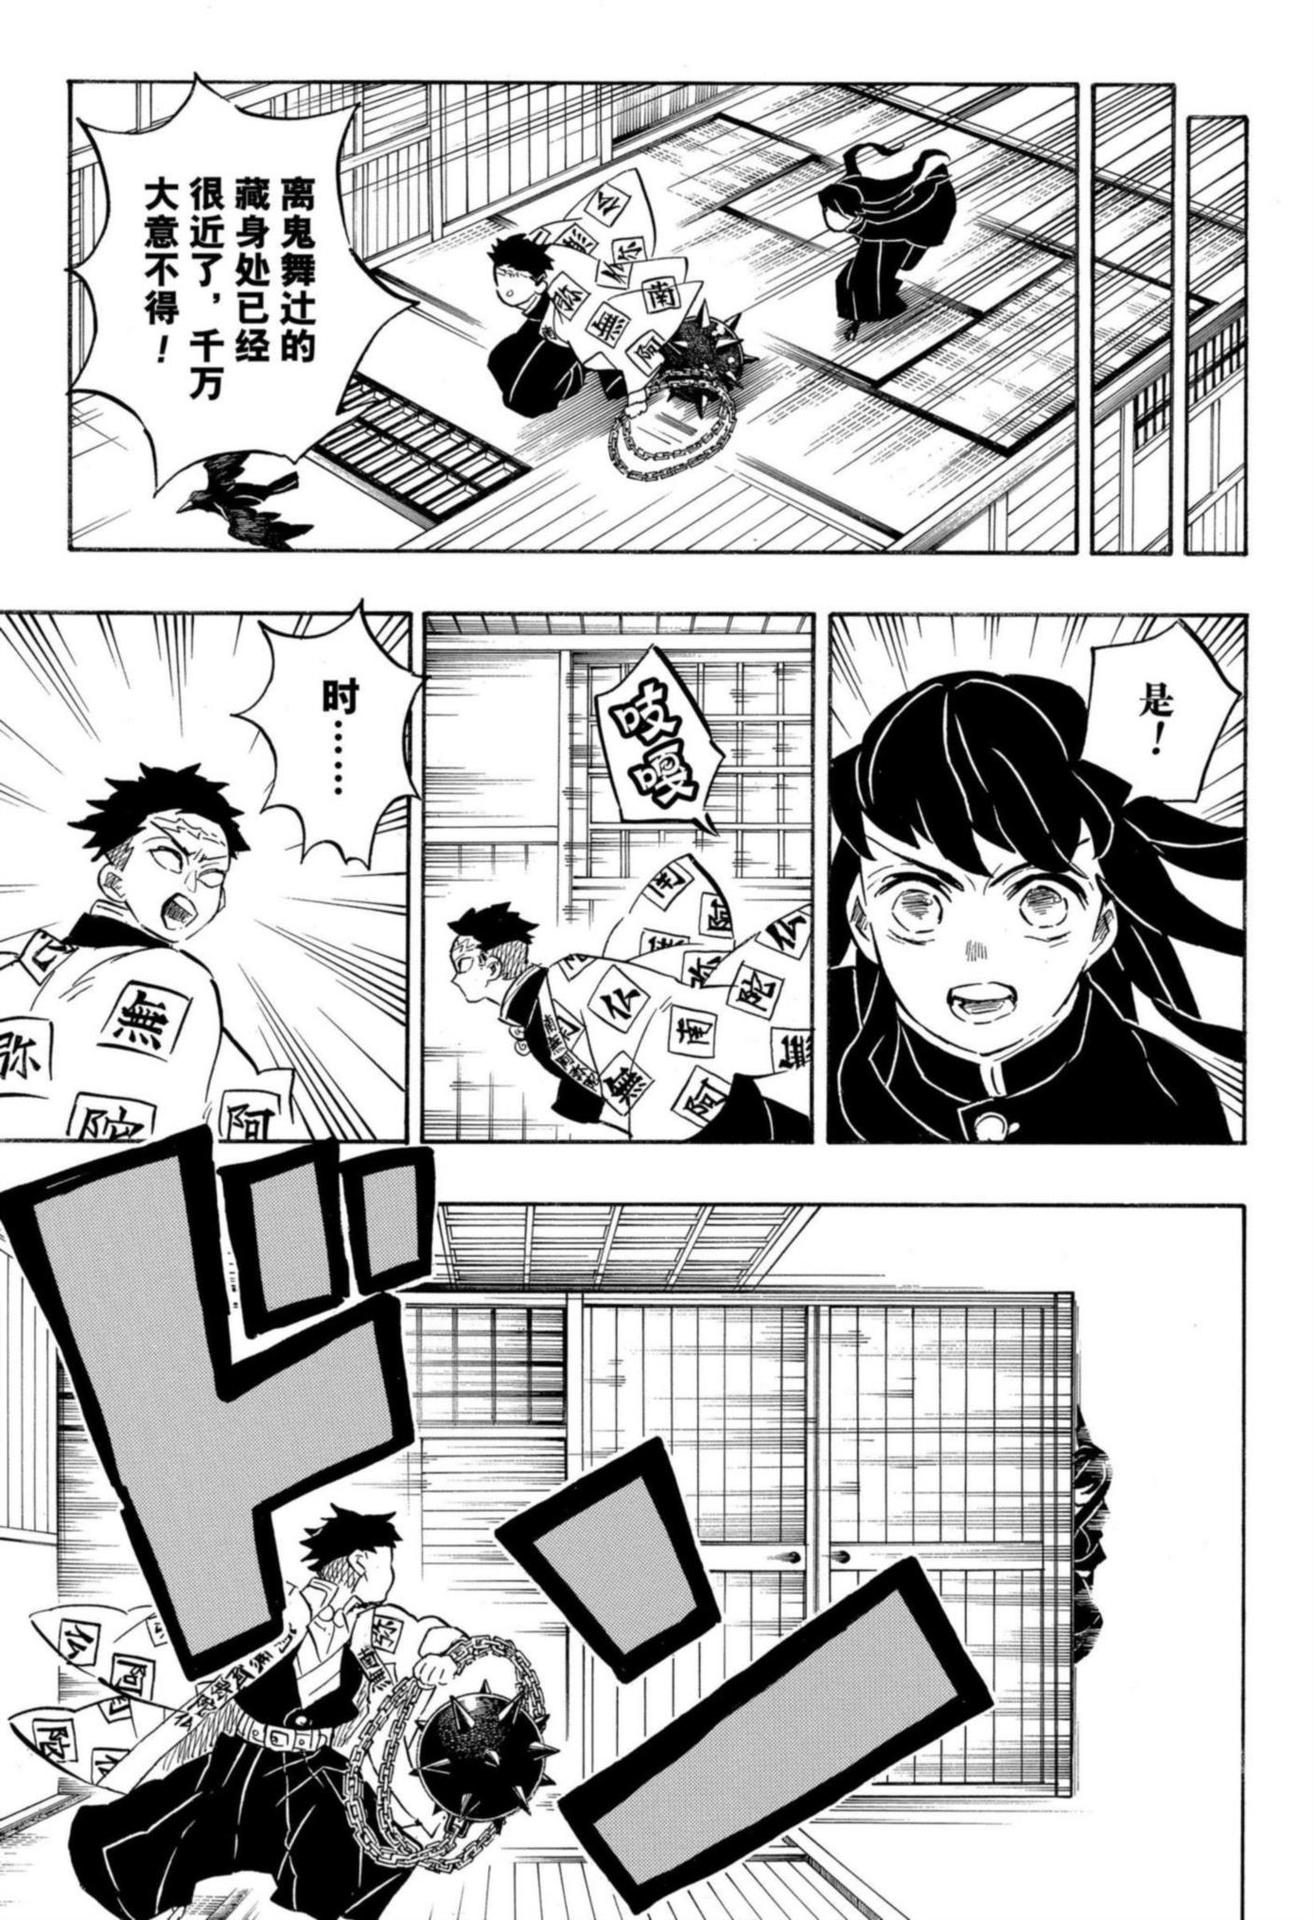 离鬼舞辻的
藏身处已经
很近了，千万
大意不得！
是！
吱
嘎
时……
ドドン